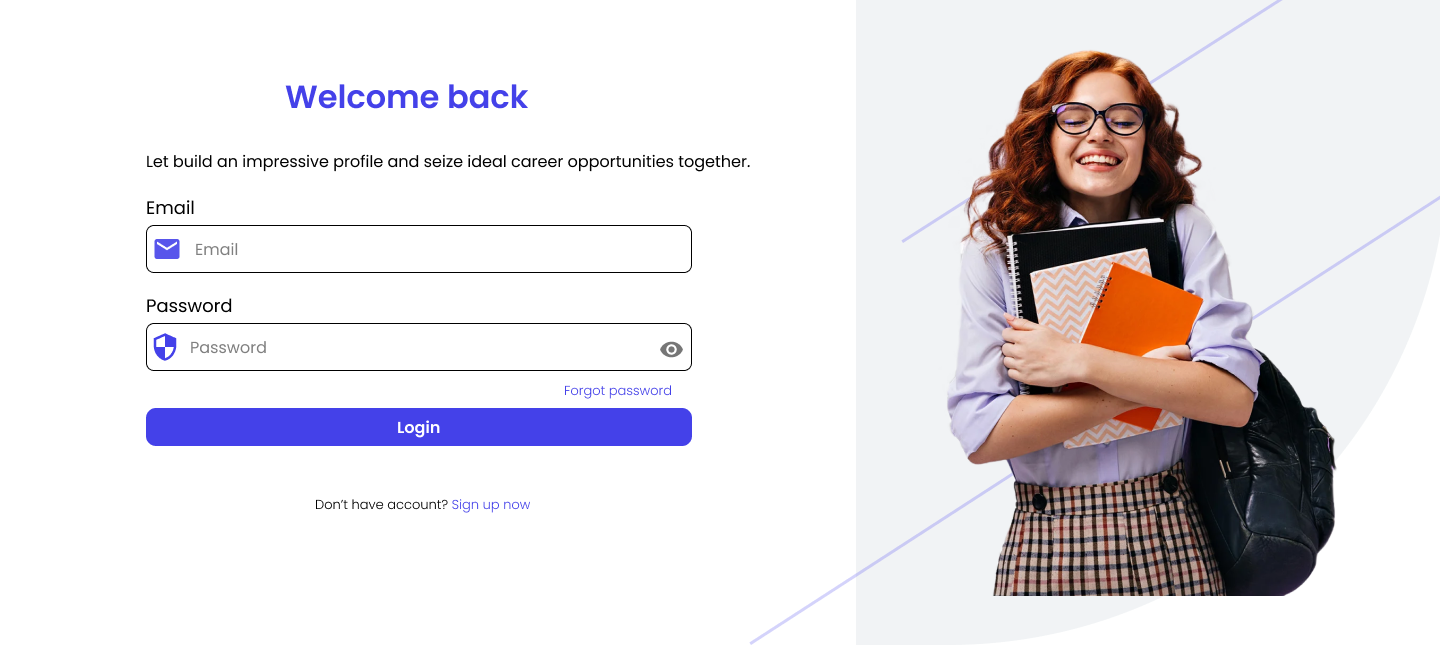 Welcome back
Let build an impressive profile and seize ideal career opportunities together.
Email
Email
Password
Password
Forgot password
Login
Don’t have account? Sign up now